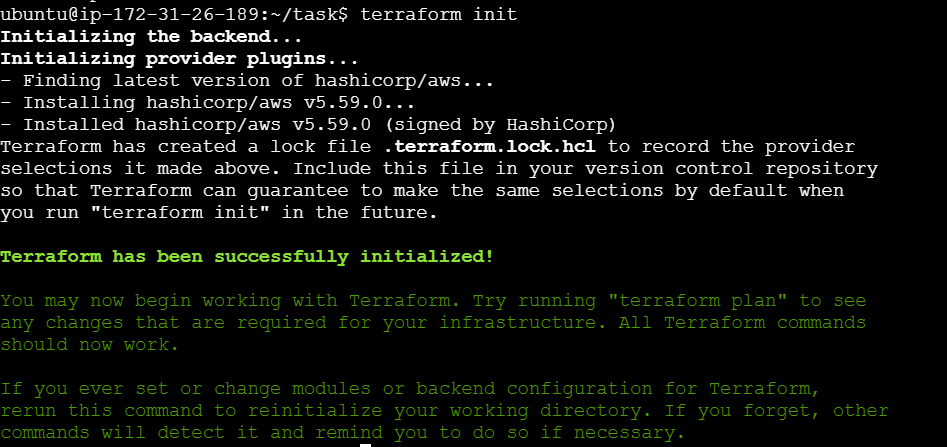 ubuntu@ip-172-31-26-189:~/task$ terraform init
Initializing the backend...
Initializing provider plugins...
- Finding latest version of hashicorp/aws...
- Installing hashicorp/aws v5.59.0...
- Installed hashicorp/aws v5.59.0 (signed by HashiCorp)
Terraform has created a lock file .terraform.lock.hcl to record the provider
selections it made above. Include this file in your version control repository
so that Terraform can guarantee to make the same selections by default when
you run "terraform init" in the future.
Terraform has been successfully initialized!
You may now begin working with Terraform. Try running "terraform plan" to see
any changes that are required for your infrastructure. All Terraform commands
should now work.
If you ever set or change modules or backend configuration for Terraform,
rerun this command to reinitialize your working directory. If you forget, other
commands will detect it and remind you to do so if necessary.